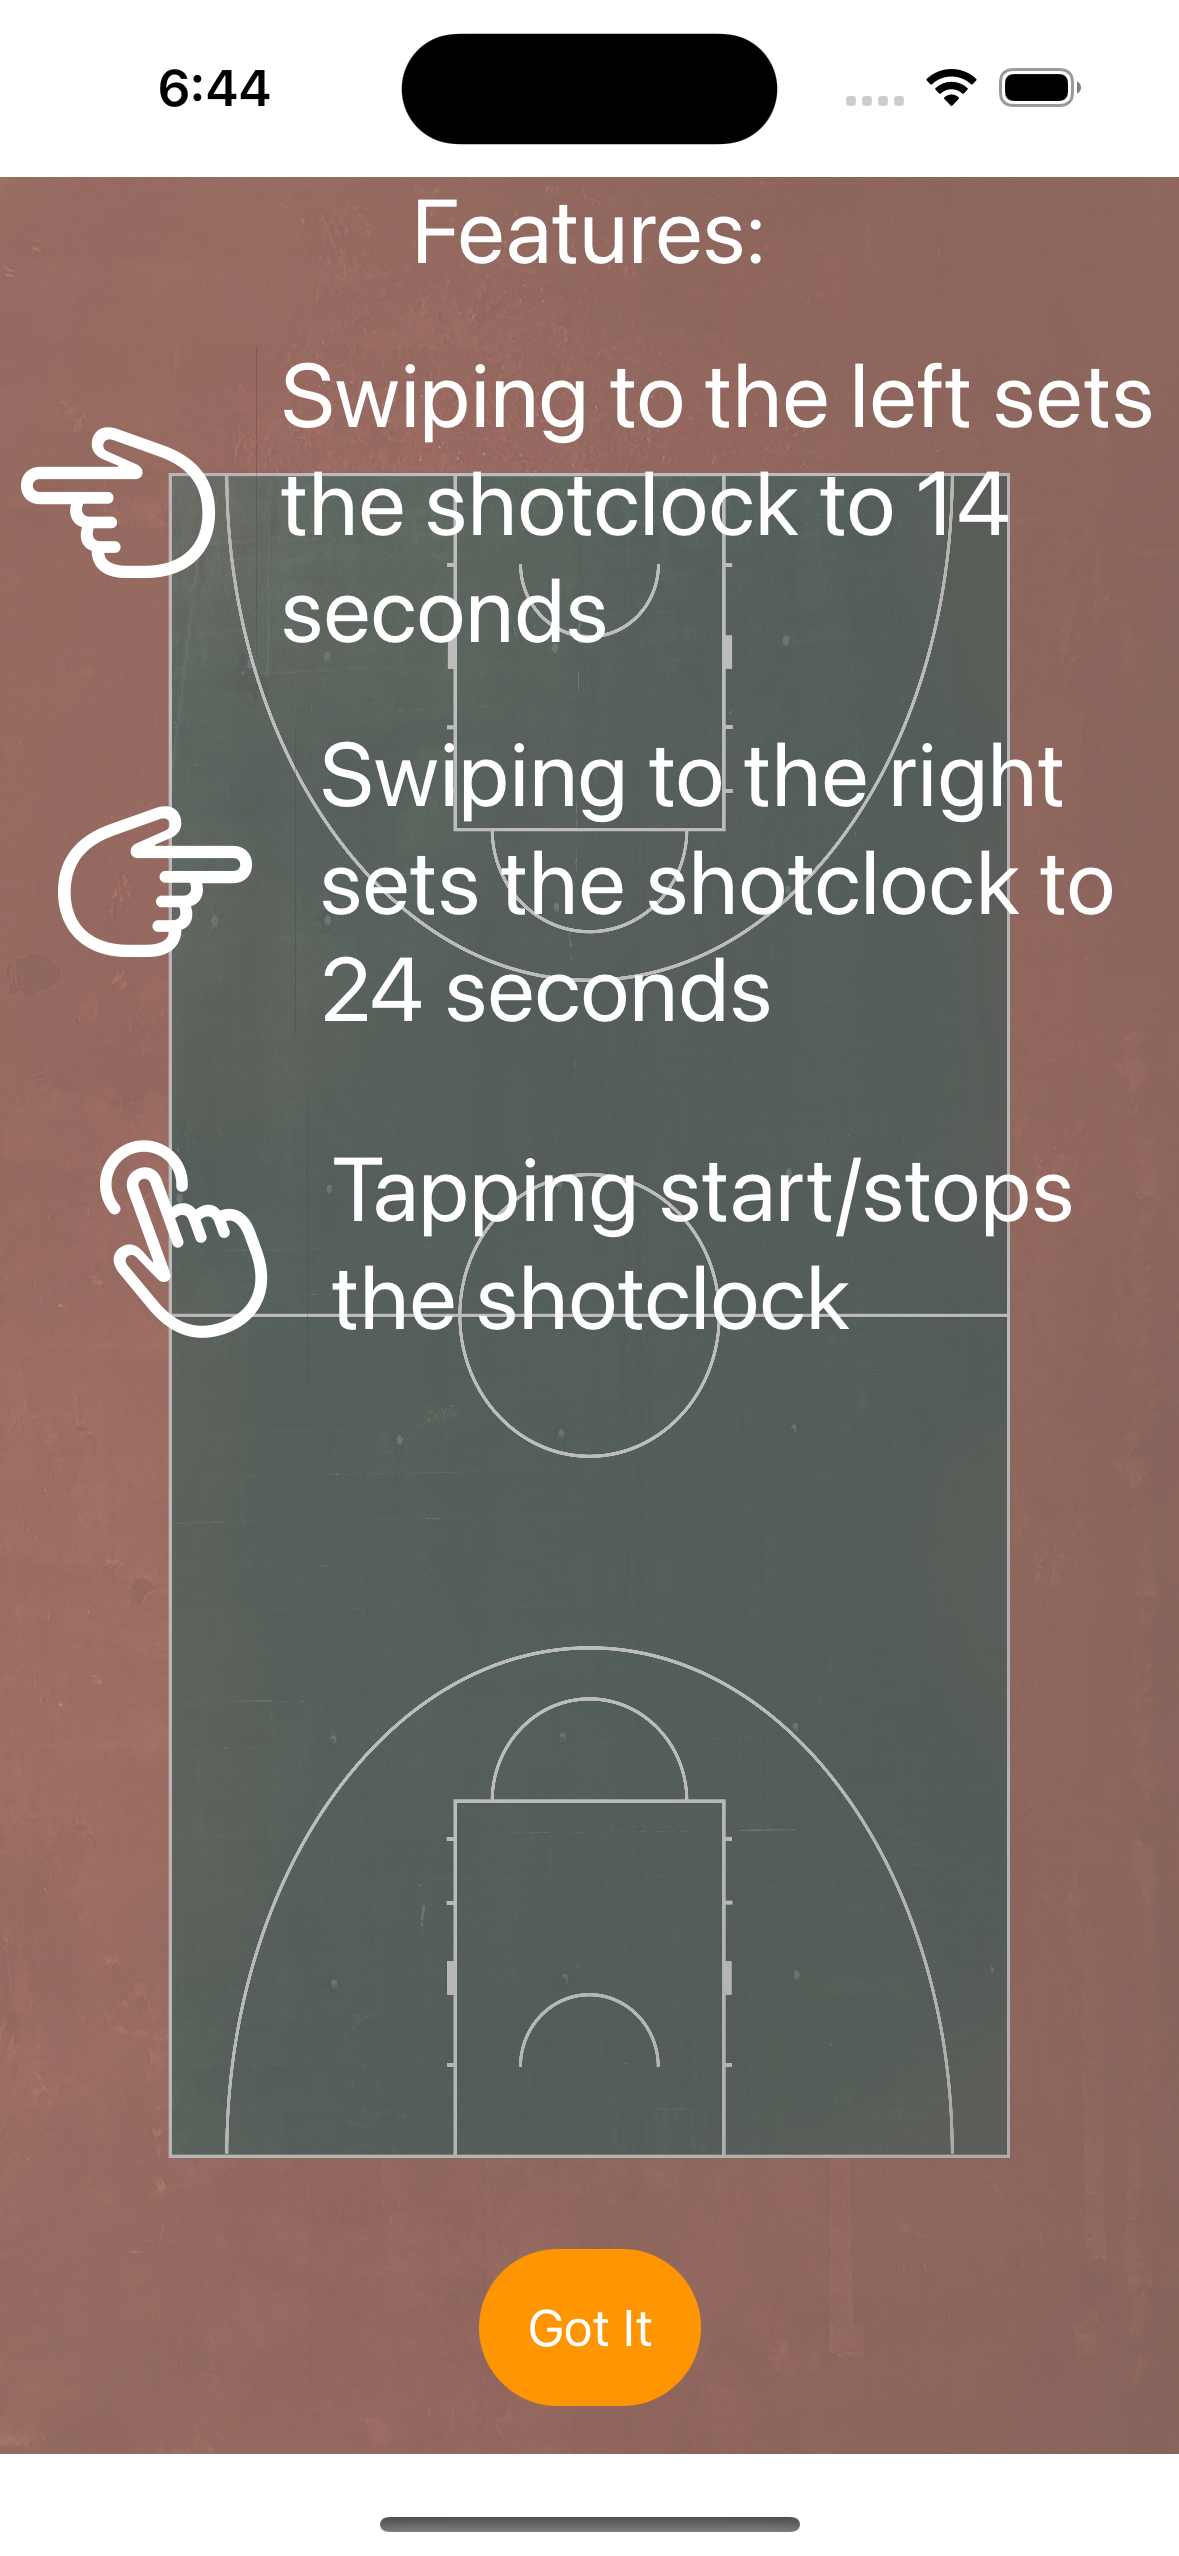 6:44
Features:
Swiping to the left sets
the shotclock to 14
seconds
Swiping to the right
sets the shotclock to
24 seconds
Tapping start/stops
the shotclock
Got It